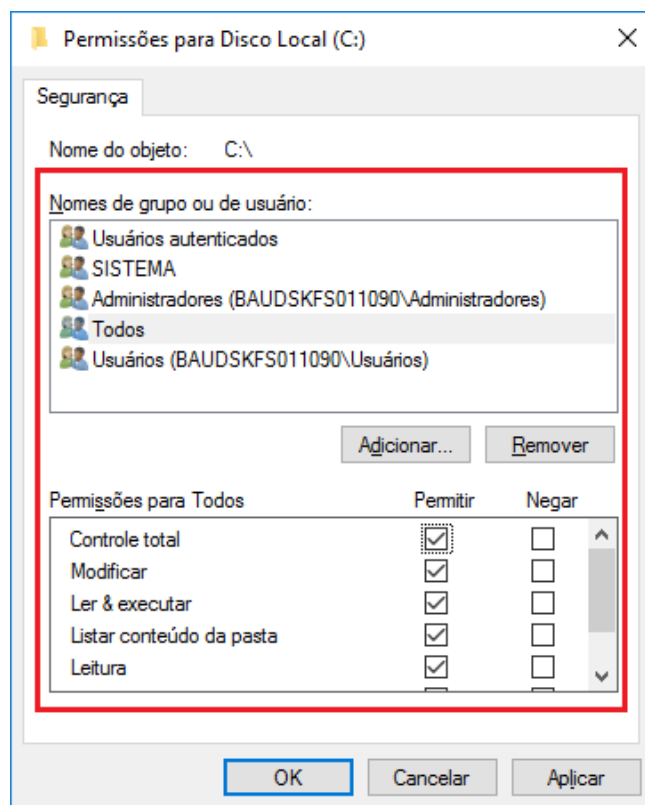 Permissões para Disco Local (C:)
Segurança
Nome do objeto: C:\
Nomes de grupo ou de usuário:
Usuários autenticados
SISTEMA
Administradores (BAUDSKFS011090\Administradores)
Todos
Usuários (BAUDSKFS011090\Usuários)
Adicionar... Remover
Permissões para Todos Permitir Negar
Controle total
Modificar
Ler & executar
Listar conteúdo da pasta
Leitura
OK Cancelar Aplicar